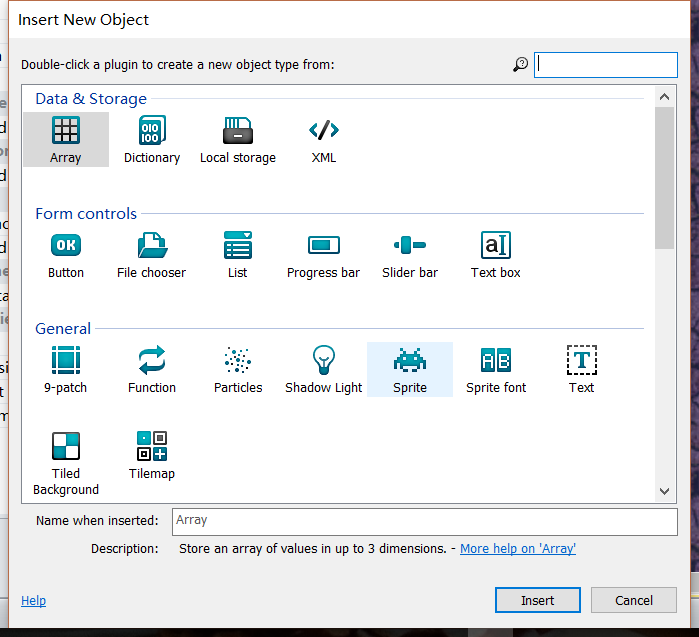 Insert New Object
Double-click a plugin to create a new object type from:
Data & Storage
Array
Dictionary
Local storage
XML
Form controls
Button
File chooser
List
Progress bar
Slider bar
Text box
General
9-patch
Function
Particles
Shadow Light
Sprite
Sprite font
Text
Tiled
Background
Tilemap
Name when inserted: Array
Description: Store an array of values in up to 3 dimensions. - More help on 'Array'
Help
Insert
Cancel